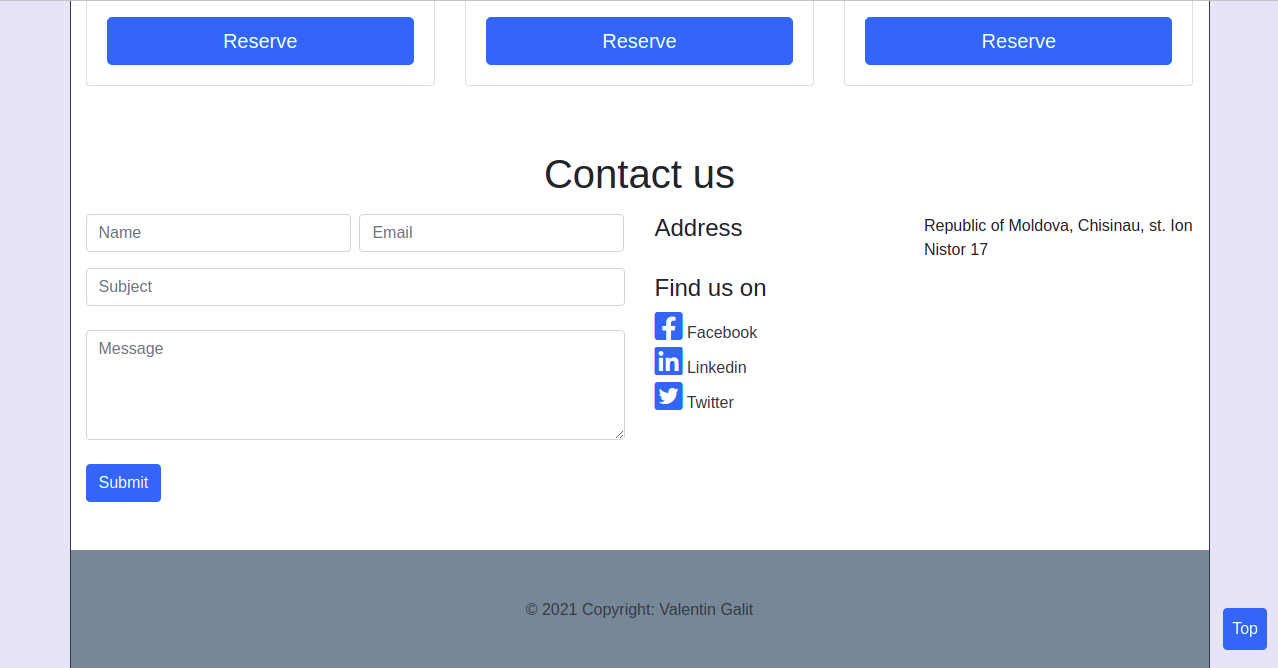 Reserve
Reserve
Reserve
Contact us
Name
Email
Subject
Message
Submit
Address
Republic of Moldova, Chisinau, st. Ion
Nistor 17
Find us on
Facebook
Linkedin
Twitter
© 2021 Copyright: Valentin Galit
Top